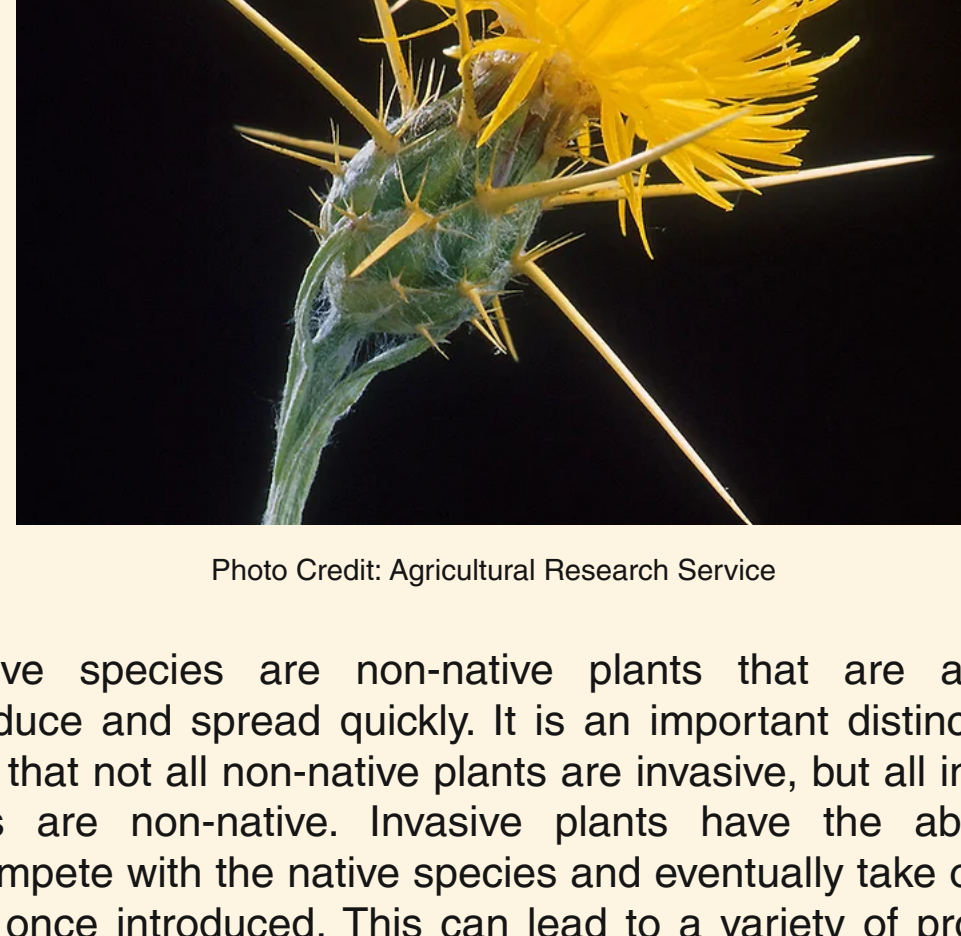 Photo Credit: Agricultural Research Service
ve species are non-native plants that are a
duce and spread quickly. It is an important distinc
that not all non-native plants are invasive, but all in
s are non-native. Invasive plants have the ab
mpete with the native species and eventually take o
once introduced. This can lead to a variety of pro